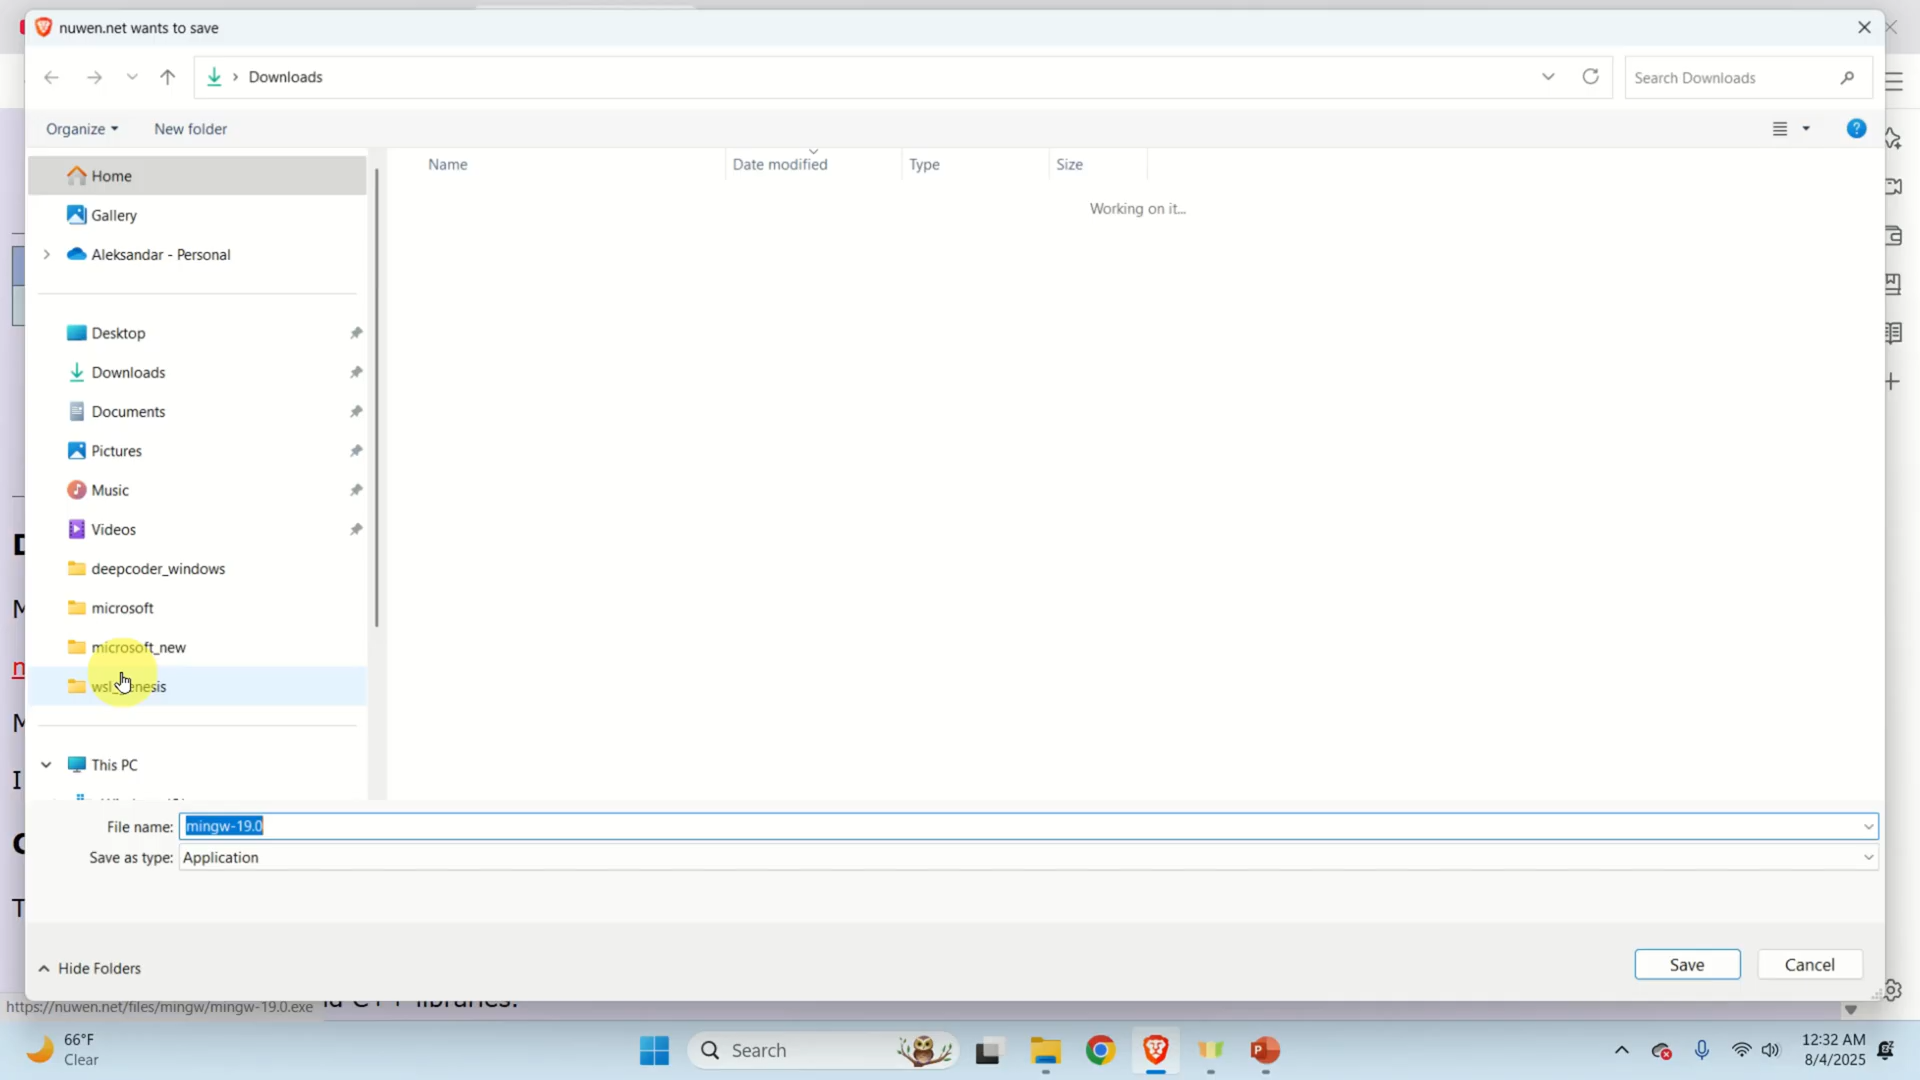 nuwen.net wants to save
Downloads
Search Downloads
Organize
New folder
Name
Date modified
Type
Size
Working on it...
Home
Gallery
Aleksandar - Personal
Desktop
Downloads
Documents
Pictures
Music
Videos
deepcoder_windows
microsoft
microsoft_new
This PC
File name: mingw-19.0
Save as type: Application
Hide Folders
Save
Cancel
https://nuwen.net/files/mingw/mingw-19.0.exe
C++ libraries.
66°F
Clear
Search
12:32 AM
8/4/2025